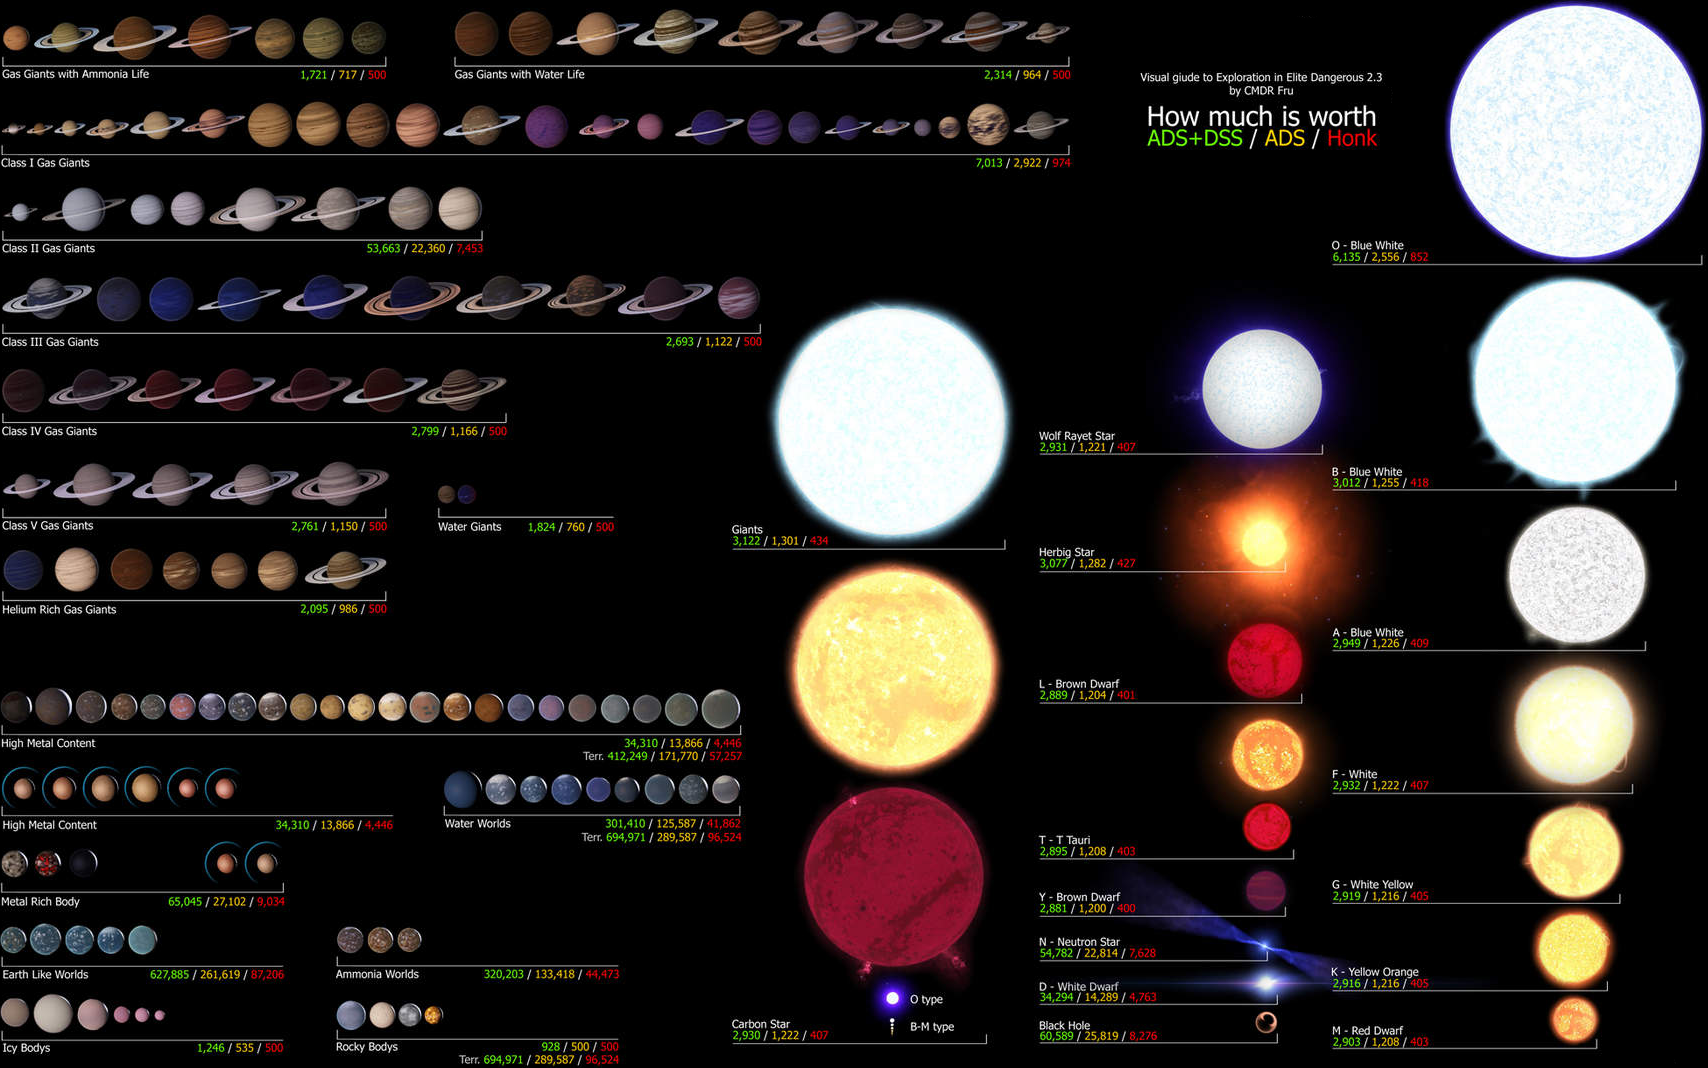 Gas Giants with Ammonia Life
1,721 / 717 / 500
Gas Giants with Water Life
2,314 / 964 / 500
Visual giude to Exploration in Elite Dangerous 2.3
by CMDR Fru
How much is worth
ADS+DSS / ADS / Honk
Class I Gas Giants
7,013 / 2,922 / 974
Class II Gas Giants
53,663 / 22,360 / 7,453
Class III Gas Giants
2,693 / 1,122 / 500
Class IV Gas Giants
2,799 / 1,166 / 500
Class V Gas Giants
2,761 / 1,150 / 500
Water Giants
1,824 / 760 / 500
Helium Rich Gas Giants
2,095 / 986 / 500
High Metal Content
34,310 / 13,866 / 4,446
Terr. 412,249 / 171,770 / 57,257
High Metal Content
34,310 / 13,866 / 4,446
Water Worlds
301,410 / 125,587 / 41,862
Terr. 694,971 / 289,587 / 96,524
Metal Rich Body
65,045 / 27,102 / 9,034
Earth Like Worlds
627,885 / 261,619 / 87,206
Ammonia Worlds
320,203 / 133,418 / 44,473
Icy Bodys
1,246 / 535 / 500
Rocky Bodys
928 / 500 / 500
Terr. 694,971 / 289,587 / 96,524
Giants
3,122 / 1,301 / 434
O type
B-M type
Carbon Star
2,930 / 1,222 / 407
Wolf Rayet Star
2,931 / 1,221 / 407
Herbig Star
3,077 / 1,282 / 427
L - Brown Dwarf
2,889 / 1,204 / 401
T - T Tauri
2,895 / 1,208 / 403
Y - Brown Dwarf
2,881 / 1,200 / 400
N - Neutron Star
54,782 / 22,814 / 7,628
D - White Dwarf
34,294 / 14,289 / 4,763
Black Hole
60,589 / 25,819 / 8,276
O - Blue White
6,135 / 2,556 / 852
B - Blue White
3,012 / 1,255 / 418
A - Blue White
2,949 / 1,226 / 409
F - White
2,932 / 1,222 / 407
G - White Yellow
2,919 / 1,216 / 405
K - Yellow Orange
2,916 / 1,216 / 405
M - Red Dwarf
2,903 / 1,208 / 403